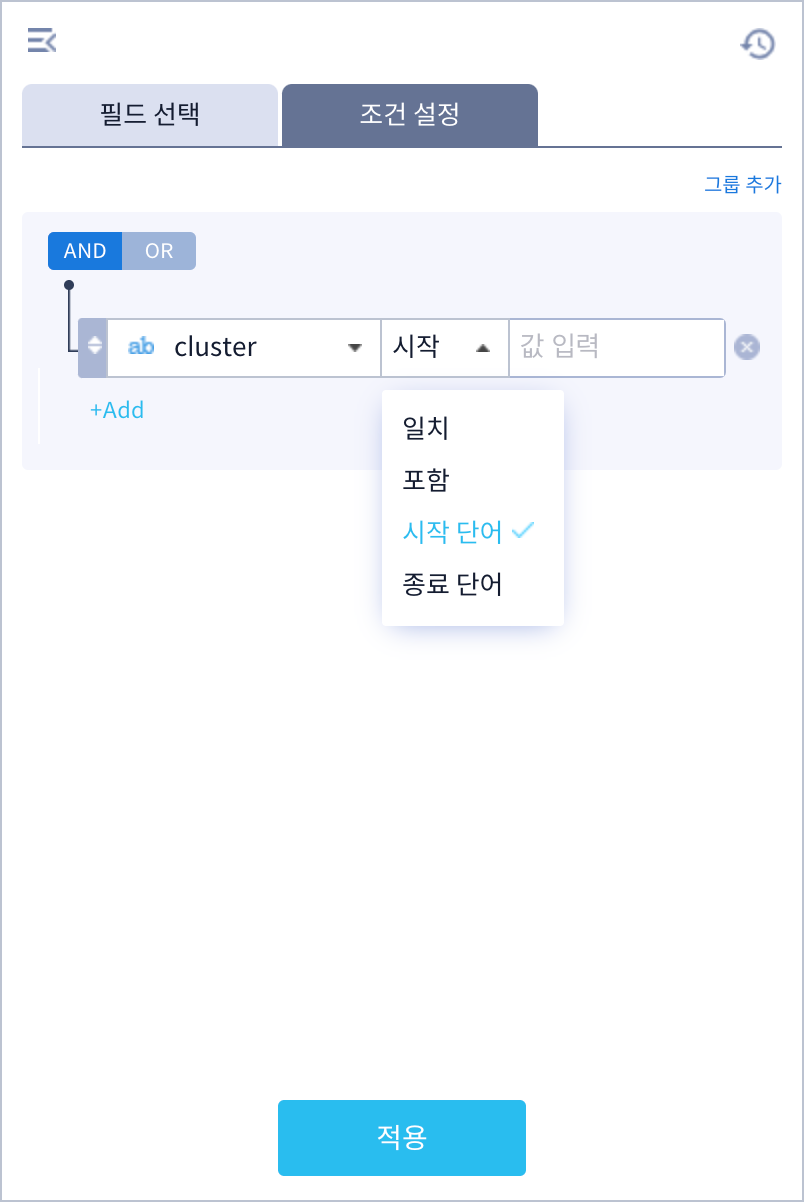 필드 선택 조건 설정
그룹 추가
AND OR
ab cluster 시작 값 입력
+Add
일치
포함
시작 단어
종료 단어
적용